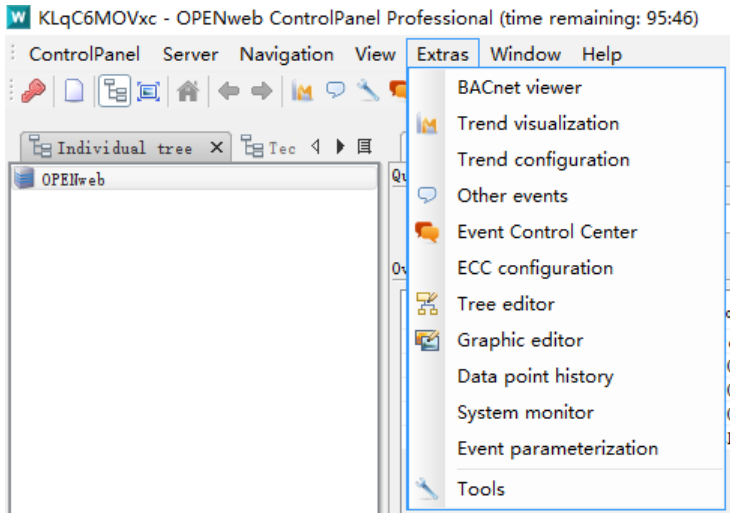 KLqC6MOVxc - OPENweb ControlPanel Professional (time remaining: 95:46)
ControlPanel Server Navigation View Extras Window Help
BACnet viewer
Trend visualization
Trend configuration
Other events
Event Control Center
ECC configuration
Tree editor
Graphic editor
Data point history
System monitor
Event parameterization
Tools
Individual tree Tec
OPENweb